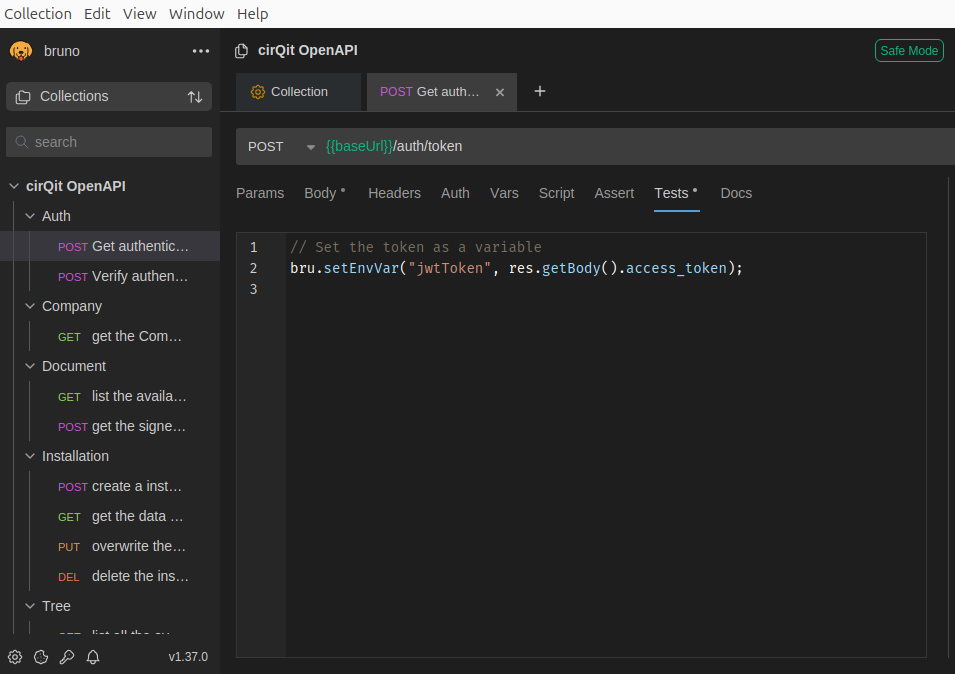 Collection Edit View Window Help
bruno
cirQit OpenAPI
Safe Mode
Collections
Collection
POST Get auth...
search
POST
{{baseUrl}}/auth/token
Params Body Headers Auth Vars Script Assert Tests Docs
cirQit OpenAPI
Auth
POST Get authentic...
POST Verify authen...
Company
GET get the Com...
Document
GET list the availa...
POST get the signe...
Installation
POST create a inst...
GET get the data ...
PUT overwrite the...
DEL delete the ins...
Tree
1 // Set the token as a variable
2 bru.setEnvVar("jwtToken", res.getBody().access_token);
3
v1.37.0